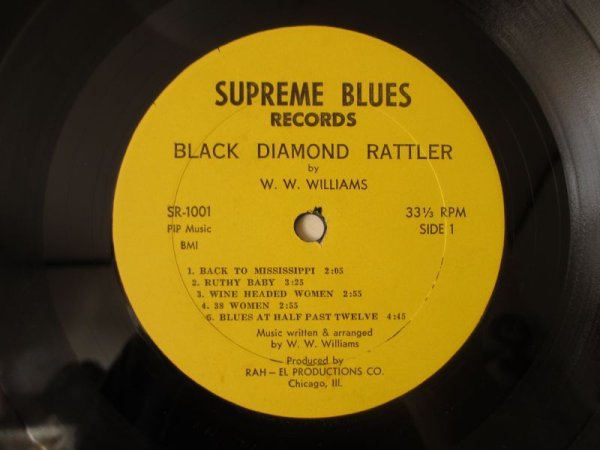 SUPREME BLUES
RECORDS
BLACK DIAMOND RATTLER
by
W. W. WILLIAMS
SR-1001
33⅓ RPM
PIP Music
SIDE 1
BMI
1. BACK TO MISSISSIPPI 2:05
2. RUTHY BABY 3:25
3. WINE HEADED WOMEN 2:55
4. 38 WOMEN 2:55
5. BLUES AT HALF PAST TWELVE 4:45
Music written & arranged
by W. W. Williams
Produced by
RAH — EL PRODUCTIONS CO.
Chicago, Ill.